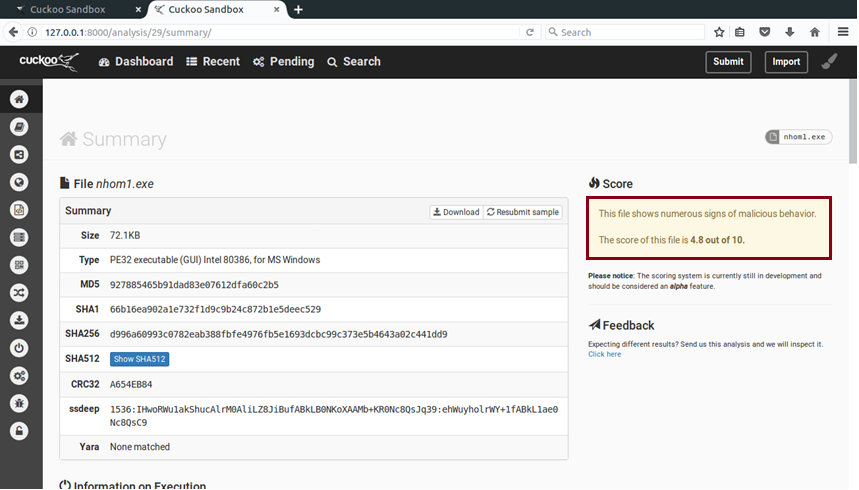 Cuckoo Sandbox
Cuckoo Sandbox
127.0.0.1:8000/analysis/29/summary/
Search
cuckoo
Dashboard
Recent
Pending
Search
Submit
Import
Summary
nhom1.exe
File nhom1.exe
Summary
Download
Resubmit sample
Size 72.1KB
Type PE32 executable (GUI) Intel 80386, for MS Windows
MD5 927885465b91dad83e07612dfa60c2b5
SHA1 66b16ea902a1e732f1d9c9b24c872b1e5deec529
SHA256 d996a60993c0782eab388fbfe4976fb5e1693dcbc99c373e5b4643a02c441dd9
SHA512 Show SHA512
CRC32 A654EB84
ssdeep 1536:IHwoRWu1akShucAlrM0AliLZ8JiBufABkLB0NKoXAAMb+KR0Nc8QsJq39:ehWuyholrWY+1fABkL1ae0
Nc8QsC9
Yara None matched
Information on Execution
Score
This file shows numerous signs of malicious behavior.
The score of this file is 4.8 out of 10.
Please notice: The scoring system is currently still in development and
should be considered an alpha feature.
Feedback
Expecting different results? Send us this analysis and we will inspect it.
Click here